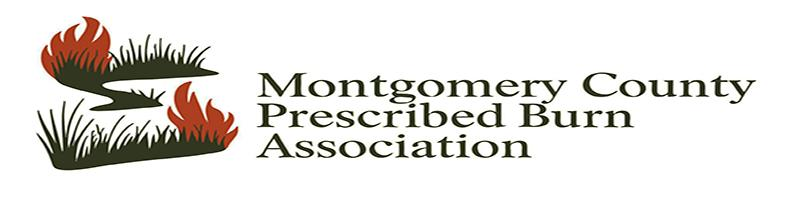 Montgomery County
Prescribed Burn
Association